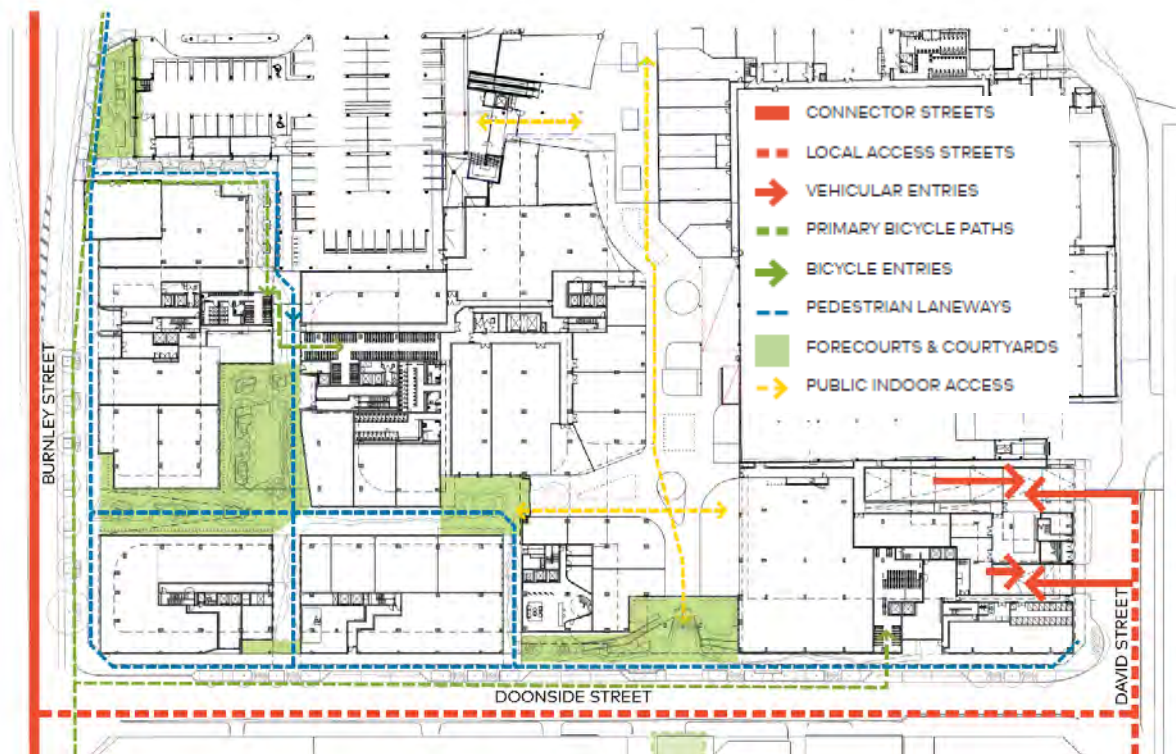 CONNECTOR STREETS
LOCAL ACCESS STREETS
VEHICULAR ENTRIES
PRIMARY BICYCLE PATHS
BICYCLE ENTRIES
PEDESTRIAN LANEWAYS
FORECOURTS & COURTYARDS
PUBLIC INDOOR ACCESS
BURNLEY STREET
DOONSIDE STREET
DAVID STREET